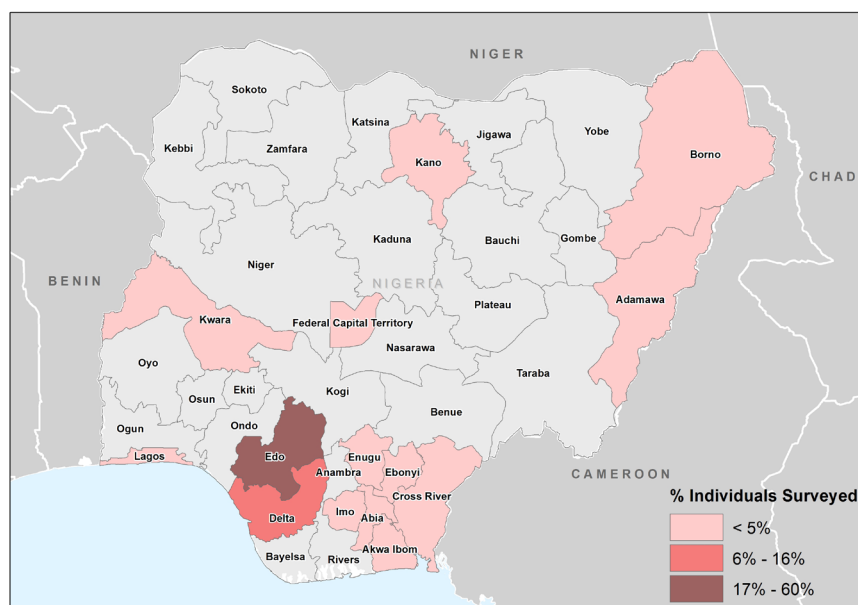 NIGER
Sokoto
Katsina
Yobe
Jigawa
Kebbi
Zamfara
Kano
Borno
CHAD
Kaduna
Bauchi
Gombe
Niger
BENIN
NIGERIA
Adamawa
Plateau
Kwara
Federal Capital Territory
Nasarawa
Oyo
Taraba
Ekiti
Kogi
Osun
Benue
Ogun
Ondo
Lagos
Edo
Enugu
Anambra
Ebonyi
CAMEROON
Cross River
Imo
Abia
Delta
Akwa Ibom
Bayelsa
Rivers
% Individuals Surveyed
< 5%
6% - 16%
17% - 60%